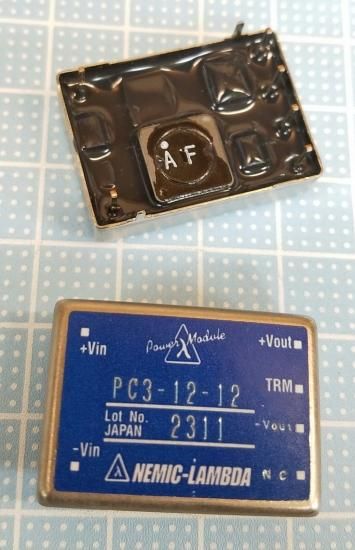 A F
Power Module
λ
+Vin
+Vout
TRM
PC3-12-12
Lot No.
JAPAN
2311
-Vout
-Vin
λ NEMIC-LAMBDA
NC